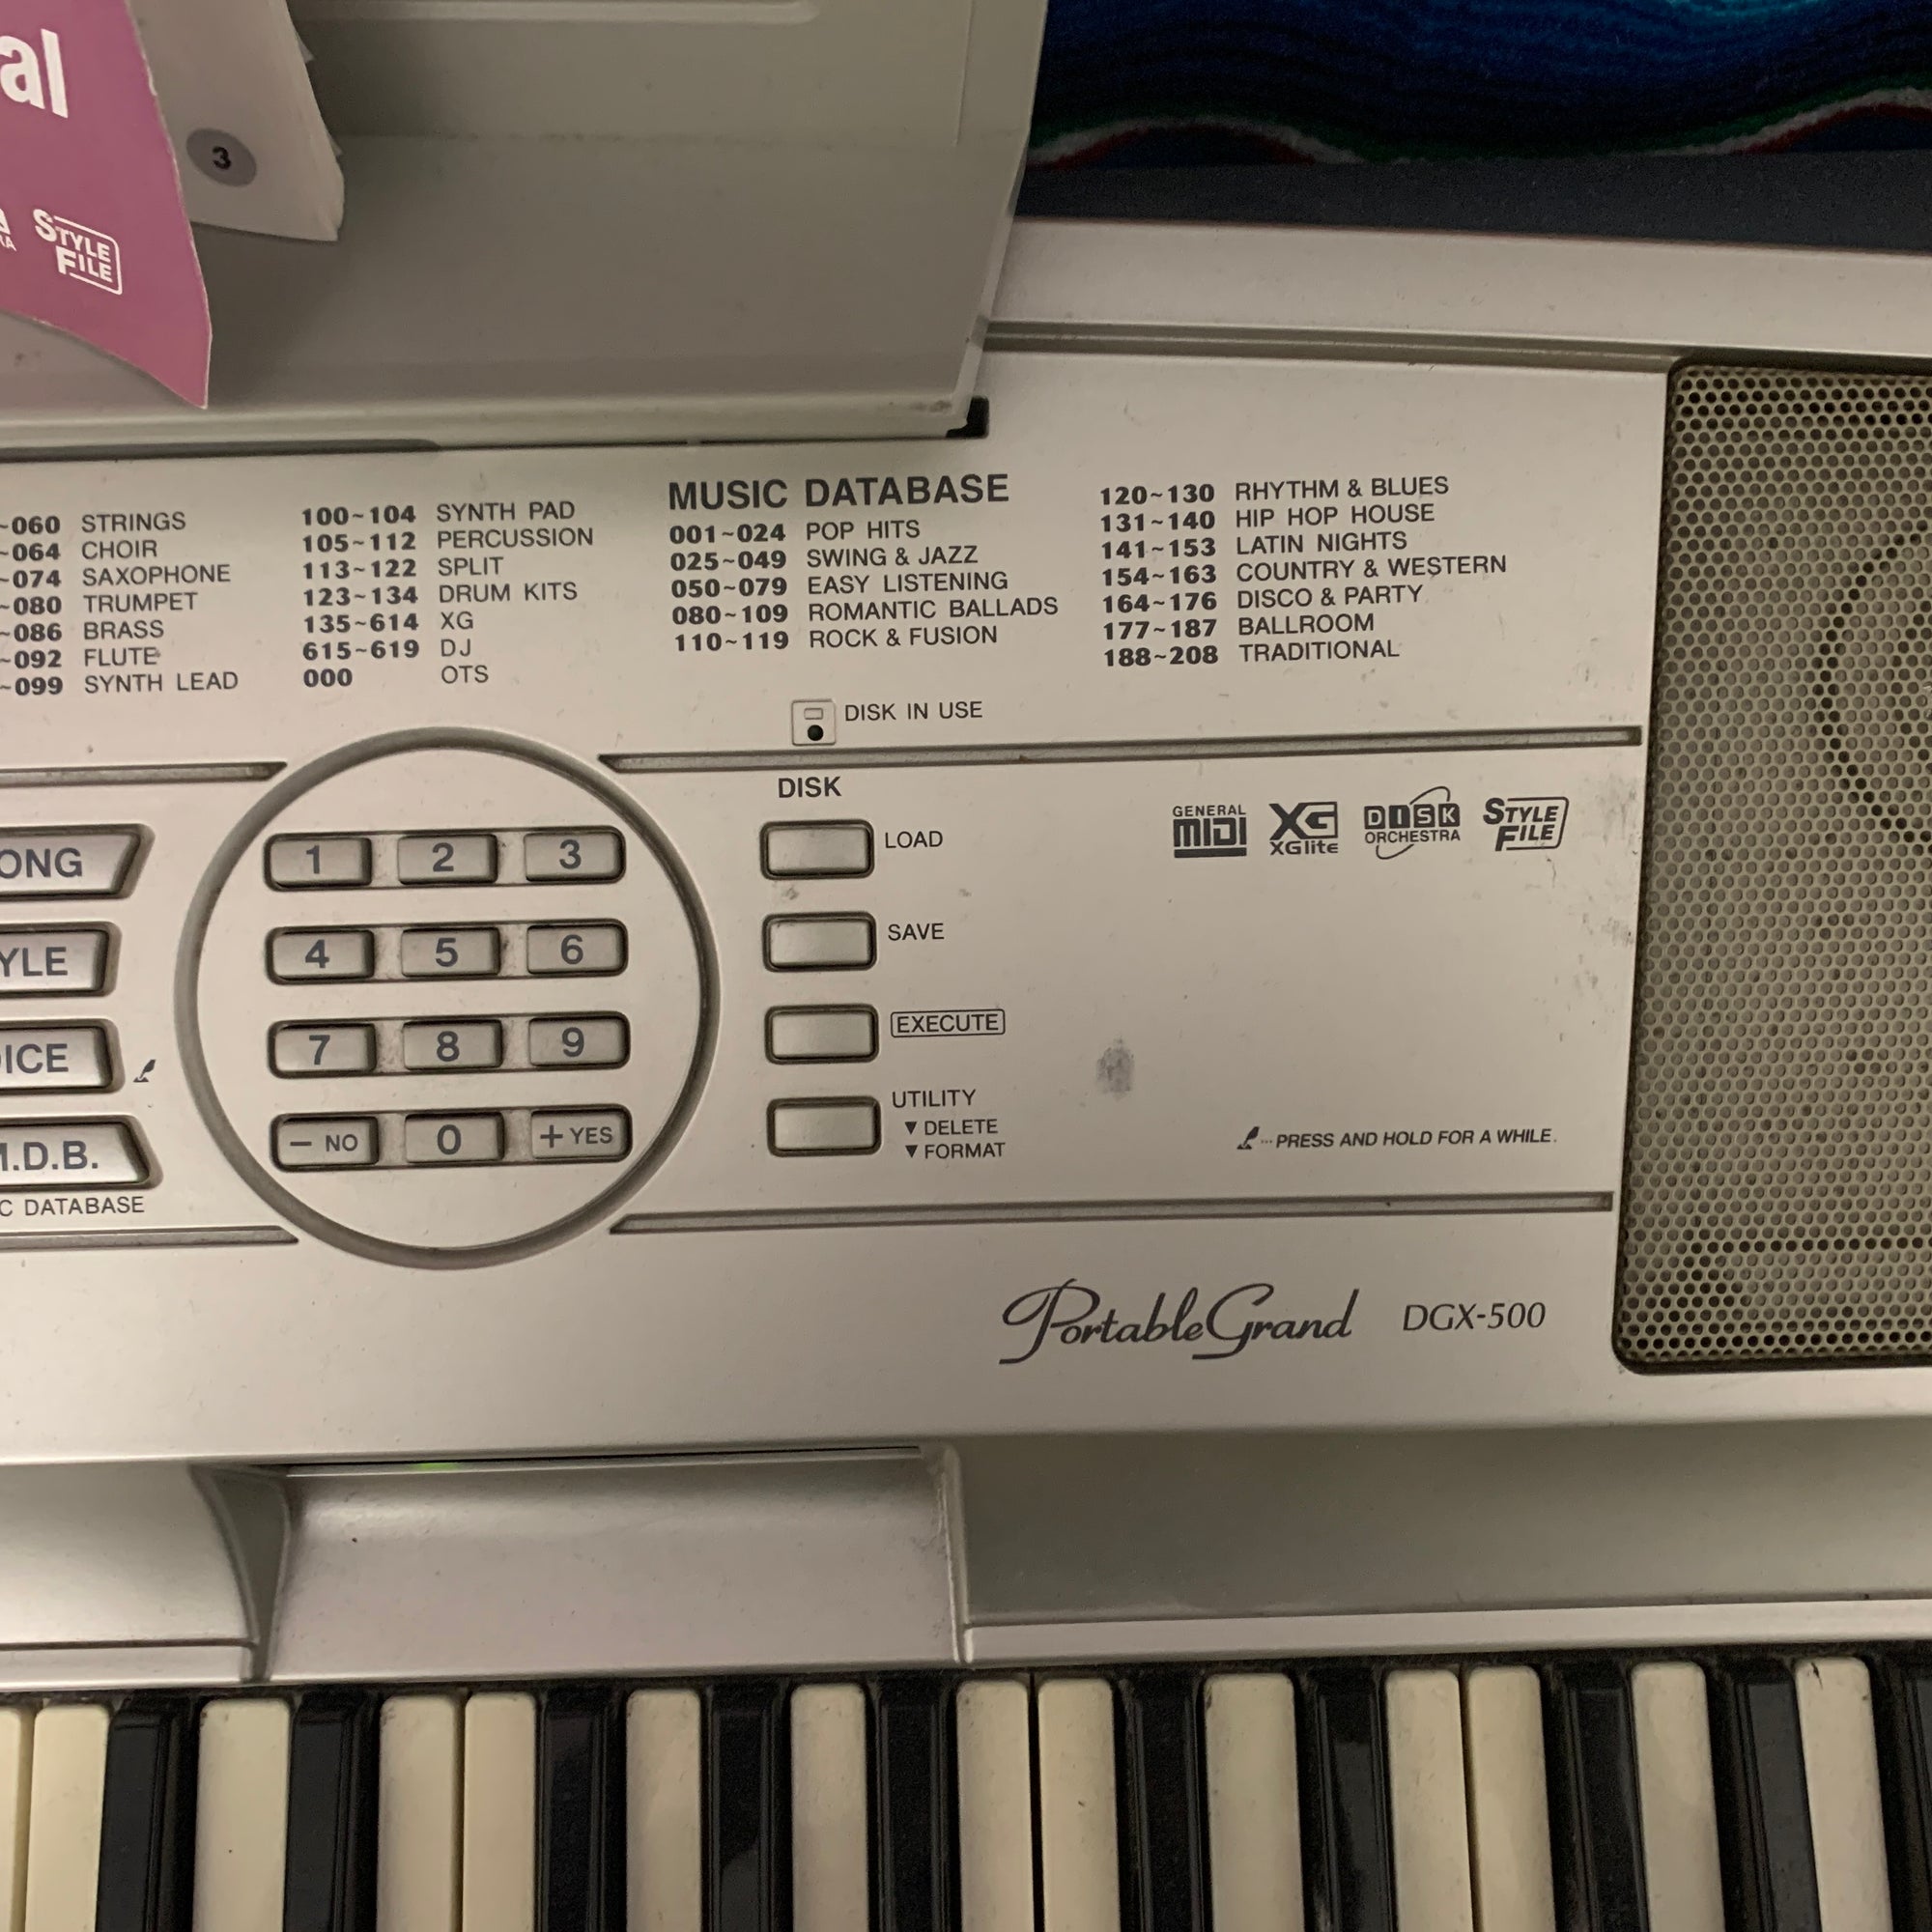 al
3
STYLE
FILE
~060 STRINGS
~064 CHOIR
~074 SAXOPHONE
~080 TRUMPET
~086 BRASS
~092 FLUTE
~099 SYNTH LEAD
100~104 SYNTH PAD
105~112 PERCUSSION
113~122 SPLIT
123~134 DRUM KITS
135~614 XG
615~619 DJ
000 OTS
MUSIC DATABASE
001~024 POP HITS
025~049 SWING & JAZZ
050~079 EASY LISTENING
080~109 ROMANTIC BALLADS
110~119 ROCK & FUSION
120~130 RHYTHM & BLUES
131~140 HIP HOP HOUSE
141~153 LATIN NIGHTS
154~163 COUNTRY & WESTERN
164~176 DISCO & PARTY
177~187 BALLROOM
188~208 TRADITIONAL
DISK IN USE
ONG
YLE
ICE
M.D.B.
C DATABASE
1 2 3
4 5 6
7 8 9
– NO 0 + YES
DISK
LOAD
SAVE
EXECUTE
UTILITY
▼ DELETE
▼ FORMAT
GENERAL
MIDI
XG
XGlite
DISK
ORCHESTRA
STYLE
FILE
...PRESS AND HOLD FOR A WHILE.
PortableGrand DGX-500